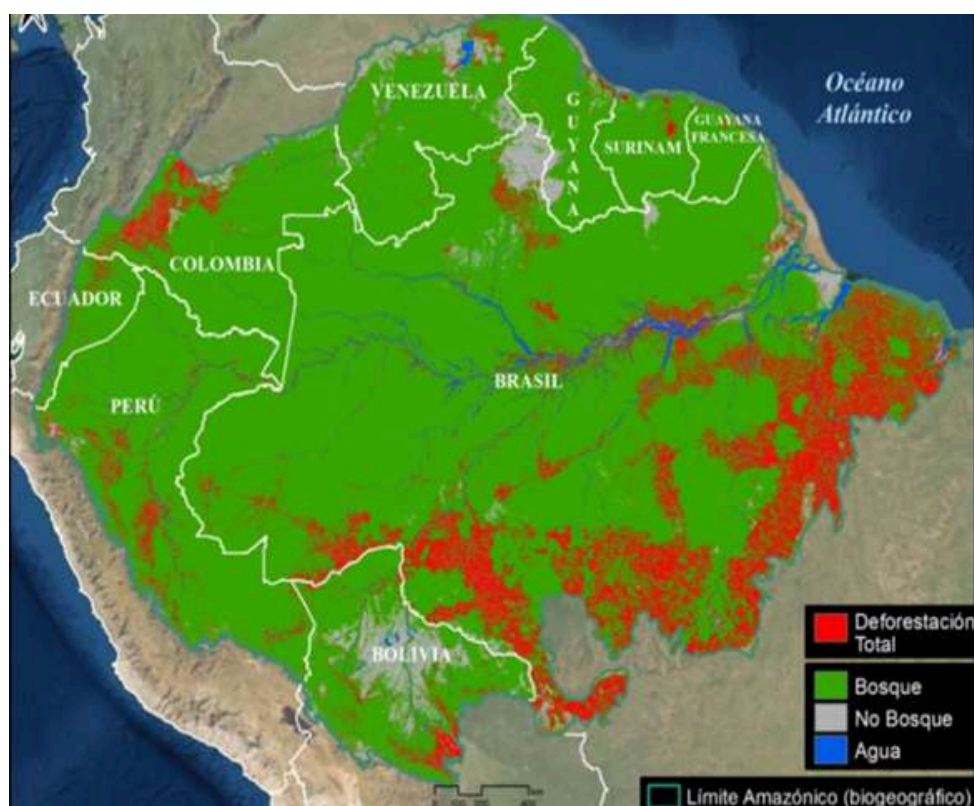 VENEZUELA
Océano
Atlántico
GUYANA
GUAYANA
FRANCESA
SURINAM
COLOMBIA
ECUADOR
BRASIL
PERÚ
BOLIVIA
Deforestación
Total
Bosque
No Bosque
Agua
Límite Amazónico (biogeográfico)